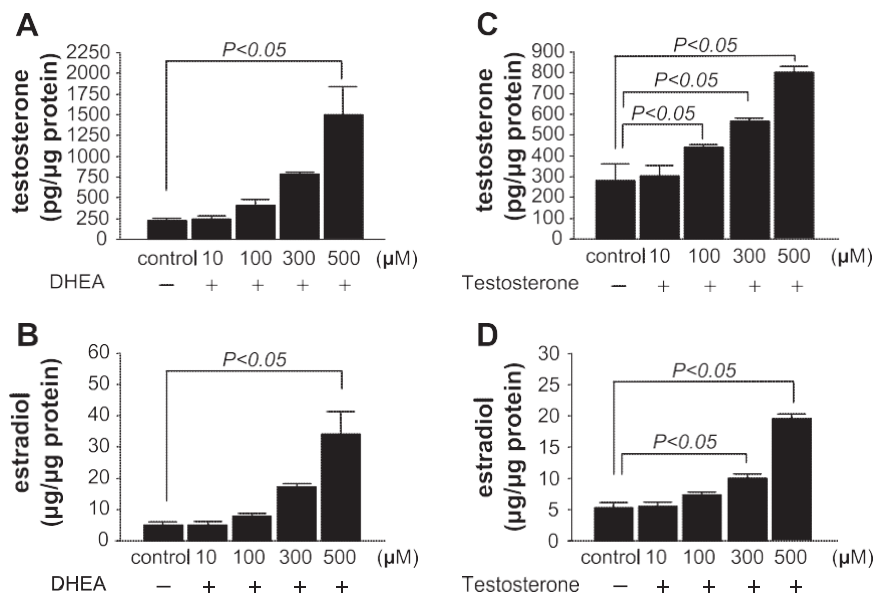 A
testosterone
(pg/µg protein)
2250
2000
1750
1500
1250
1000
750
500
250
0
P<0.05
control 10 100 300 500 (µM)
DHEA – + + + +
C
testosterone
(pg/µg protein)
900
800
700
600
500
400
300
200
100
0
P<0.05
P<0.05
P<0.05
control 10 100 300 500 (µM)
Testosterone – + + + +
B
estradiol
(µg/µg protein)
60
50
40
30
20
10
0
P<0.05
control 10 100 300 500 (µM)
DHEA – + + + +
D
estradiol
(µg/µg protein)
30
25
20
15
10
5
0
P<0.05
P<0.05
control 10 100 300 500 (µM)
Testosterone – + + + +